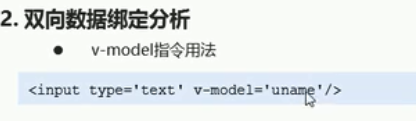 2. 双向数据绑定分析
● v-model指令用法
<input type='text' v-model='uname'/>